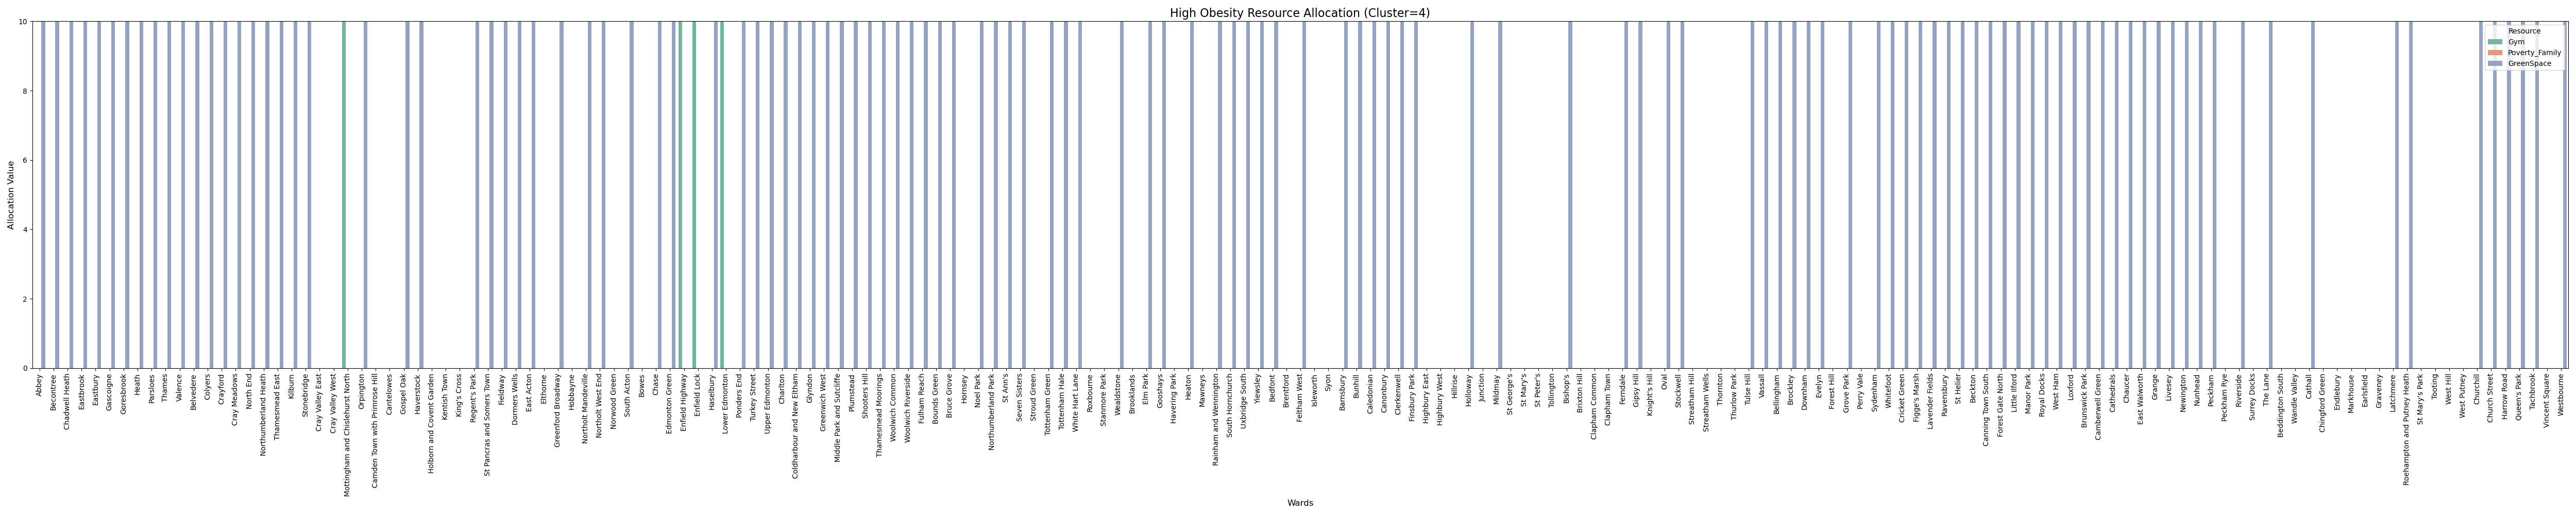 High Obesity Resource Allocation (Cluster=4)
Resource
Gym
Poverty_Family
GreenSpace
Allocation Value
10
8
6
4
2
0
Abbey
Becontree
Chadwell Heath
Eastbrook
Eastbury
Gascoigne
Goresbrook
Heath
Parsloes
Thames
Valence
Belvedere
Colyers
Crayford
Cray Meadows
North End
Northumberland Heath
Thamesmead East
Kilburn
Stonebridge
Cray Valley East
Cray Valley West
Mottingham and Chislehurst North
Orpington
Camden Town with Primrose Hill
Cantelowes
Gospel Oak
Haverstock
Holborn and Covent Garden
Kentish Town
King's Cross
Regent's Park
St Pancras and Somers Town
Fieldway
Dormers Wells
East Acton
Elthorne
Greenford Broadway
Hobbayne
Northolt Mandeville
Northolt West End
Norwood Green
South Acton
Bowes
Chase
Edmonton Green
Enfield Highway
Enfield Lock
Haselbury
Lower Edmonton
Ponders End
Turkey Street
Upper Edmonton
Charlton
Coldharbour and New Eltham
Glyndon
Greenwich West
Middle Park and Sutcliffe
Plumstead
Shooters Hill
Thamesmead Moorings
Woolwich Common
Woolwich Riverside
Fulham Reach
Bounds Green
Bruce Grove
Hornsey
Noel Park
Northumberland Park
St Ann's
Seven Sisters
Stroud Green
Tottenham Green
Tottenham Hale
White Hart Lane
Roxbourne
Stanmore Park
Wealdstone
Brooklands
Elm Park
Gooshays
Havering Park
Heaton
Mawneys
Rainham and Wennington
South Hornchurch
Uxbridge South
Yiewsley
Bedfont
Brentford
Feltham West
Isleworth
Syon
Barnsbury
Bunhill
Caledonian
Canonbury
Clerkenwell
Finsbury Park
Highbury East
Highbury West
Hillrise
Holloway
Junction
Mildmay
St George's
St Mary's
St Peter's
Tollington
Bishop's
Brixton Hill
Clapham Common
Clapham Town
Ferndale
Gipsy Hill
Knight's Hill
Oval
Stockwell
Streatham Hill
Streatham Wells
Thornton
Thurlow Park
Tulse Hill
Vassall
Bellingham
Brockley
Downham
Evelyn
Forest Hill
Grove Park
Perry Vale
Sydenham
Whitefoot
Cricket Green
Figge's Marsh
Lavender Fields
Ravensbury
St Helier
Beckton
Canning Town South
Forest Gate North
Little Ilford
Manor Park
Royal Docks
West Ham
Loxford
Brunswick Park
Camberwell Green
Cathedrals
Chaucer
East Walworth
Grange
Livesey
Newington
Nunhead
Peckham
Peckham Rye
Riverside
Surrey Docks
The Lane
Beddington South
Wandle Valley
Cathall
Chingford Green
Endlebury
Markhouse
Earlsfield
Graveney
Latchmere
Roehampton and Putney Heath
St Mary's Park
Tooting
West Hill
West Putney
Churchill
Church Street
Harrow Road
Queen's Park
Tachbrook
Vincent Square
Westbourne
Wards